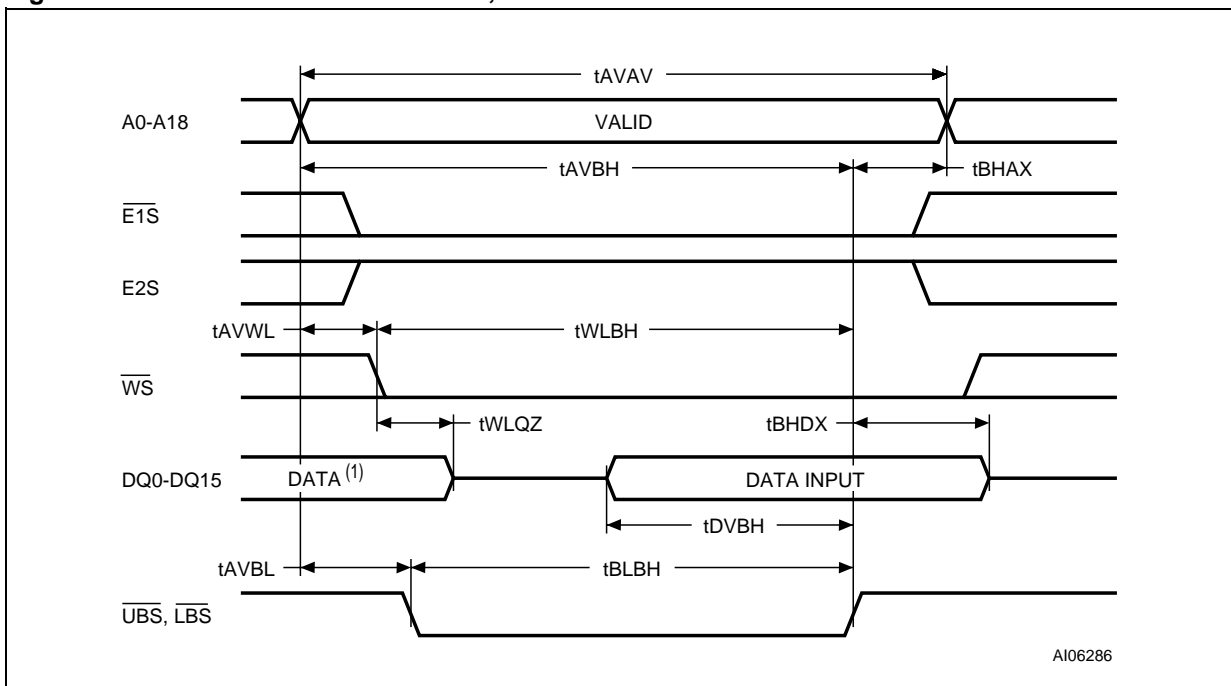 tAVAV
A0-A18
VALID
tAVBH
tBHAX
E1S
E2S
tAVWL
tWLBH
WS
tWLQZ
tBHDX
DQ0-DQ15
DATA (1)
DATA INPUT
tDVBH
tAVBL
tBLBH
UBS, LBS
AI06286